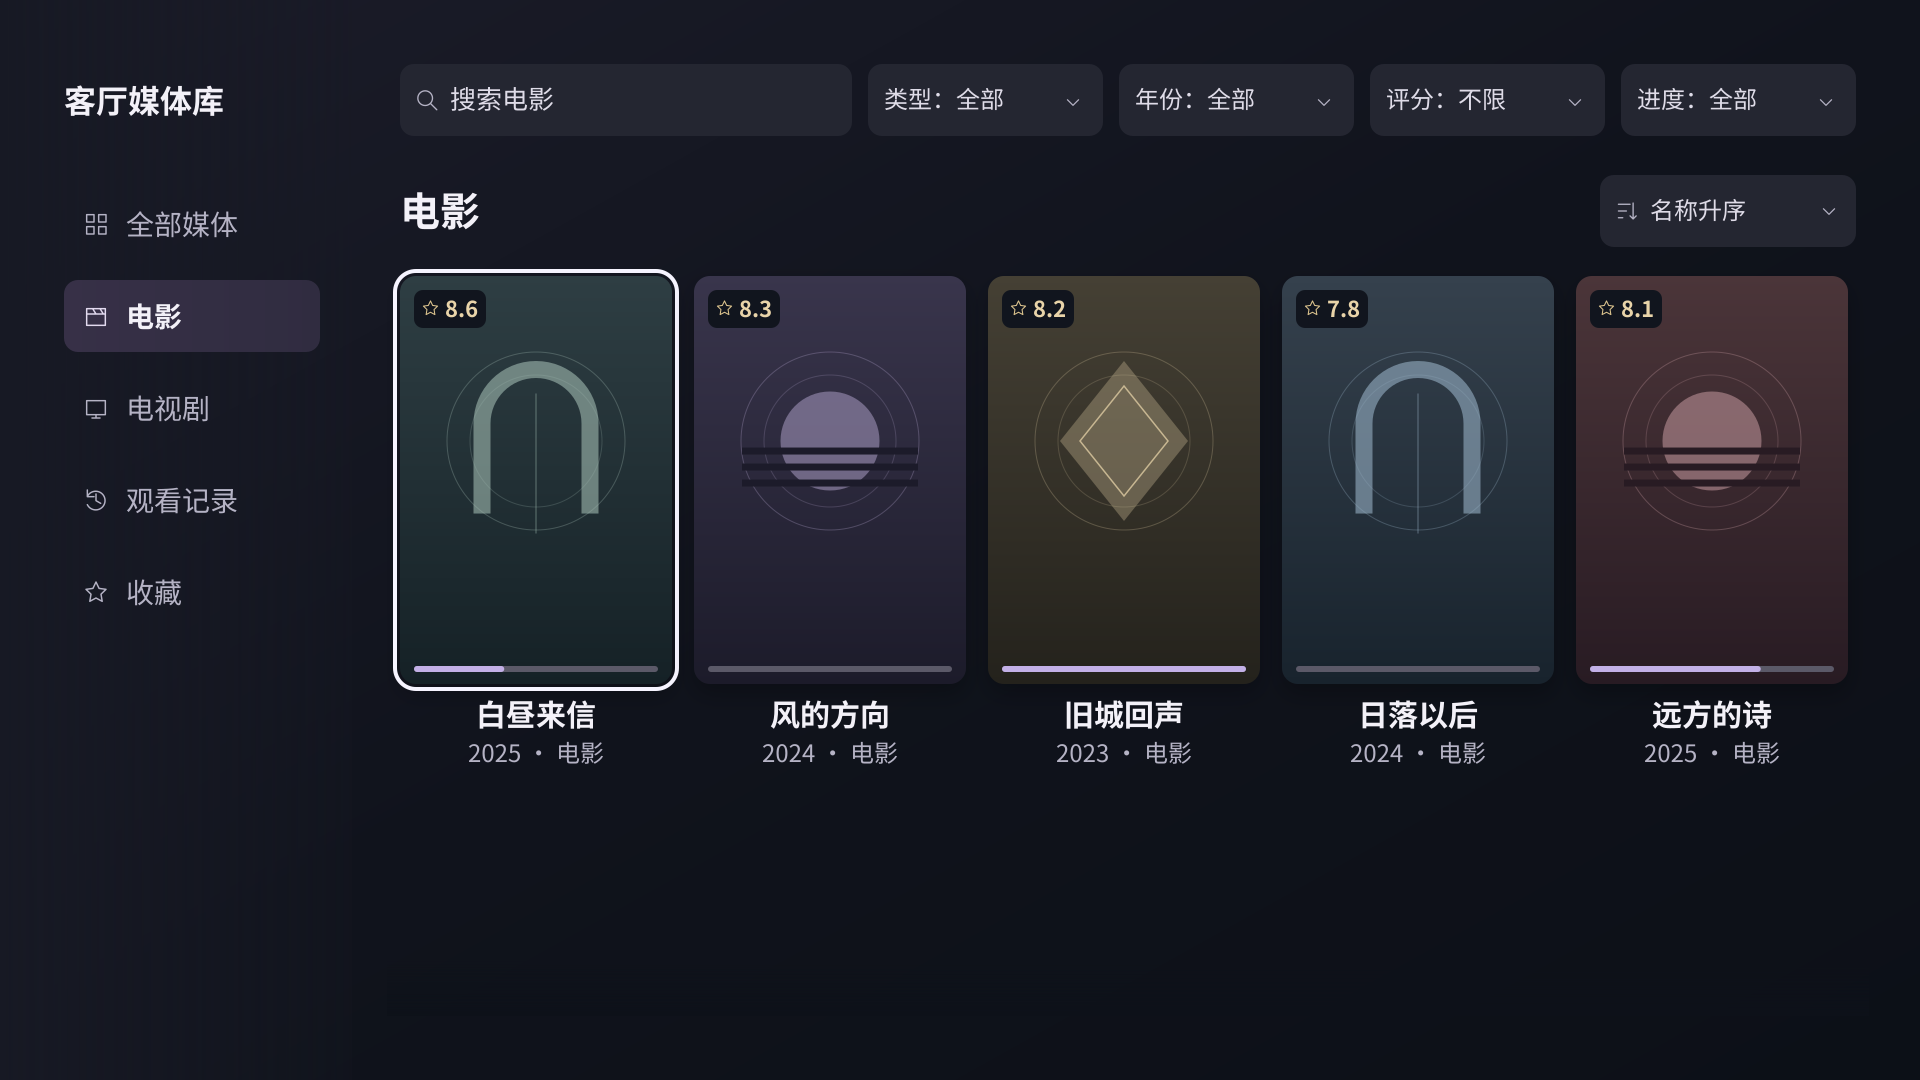 客厅媒体库
搜索电影
类型：全部
年份：全部
评分：不限
进度：全部
全部媒体
电影
电视剧
观看记录
收藏
电影
名称升序
8.6
8.3
8.2
7.8
8.1
白昼来信
2025 • 电影
风的方向
2024 • 电影
旧城回声
2023 • 电影
日落以后
2024 • 电影
远方的诗
2025 • 电影